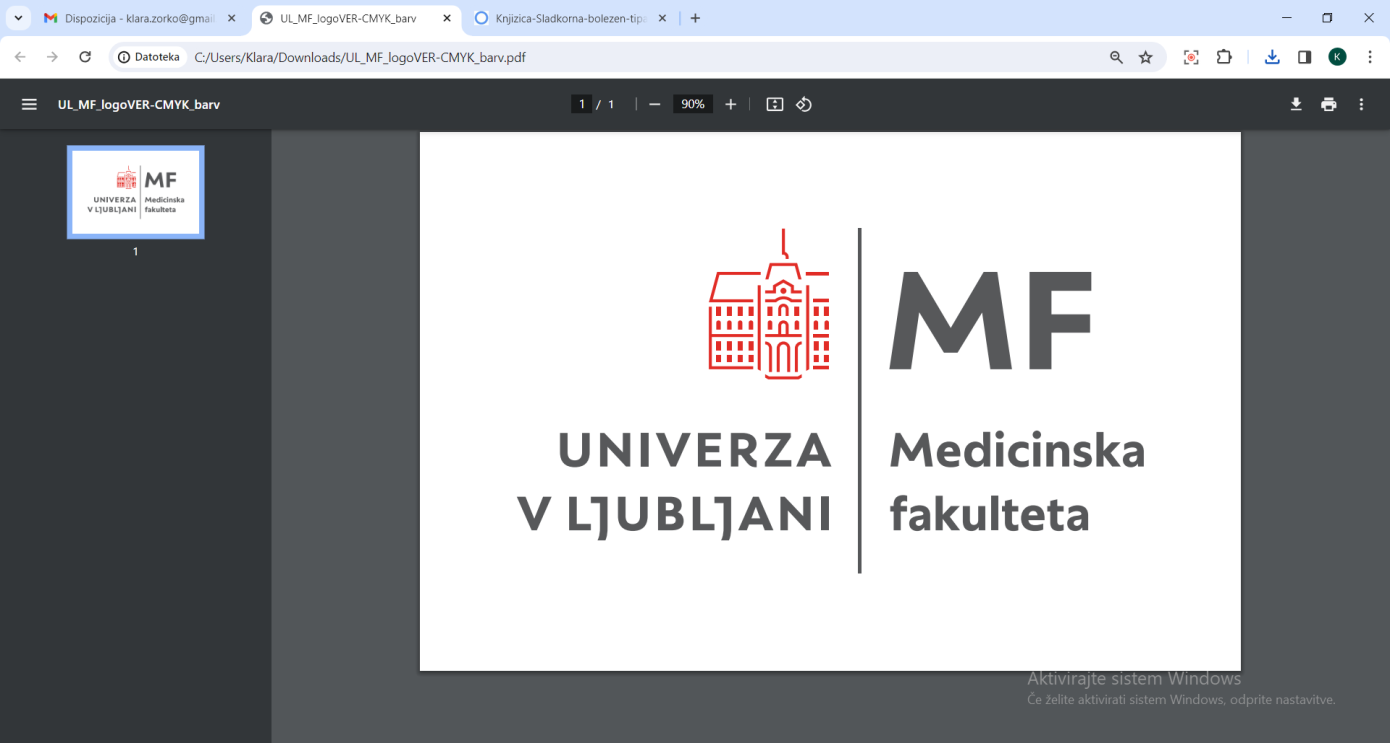 Dispozicija - klara.zorko@gmail
UL_MF_logoVER-CMYK_barv
Knjizica-Sladkorna-bolezen-tipa
Datoteka
C:/Users/Klara/Downloads/UL_MF_logoVER-CMYK_barv.pdf
K
UL_MF_logoVER-CMYK_barv
1 / 1
90%
MF
UNIVERZA
V LJUBLJANI
Medicinska
fakulteta
1
MF
UNIVERZA
V LJUBLJANI
Medicinska
fakulteta
Aktivirajte sistem Windows
Če želite aktivirati sistem Windows, odprite nastavitve.